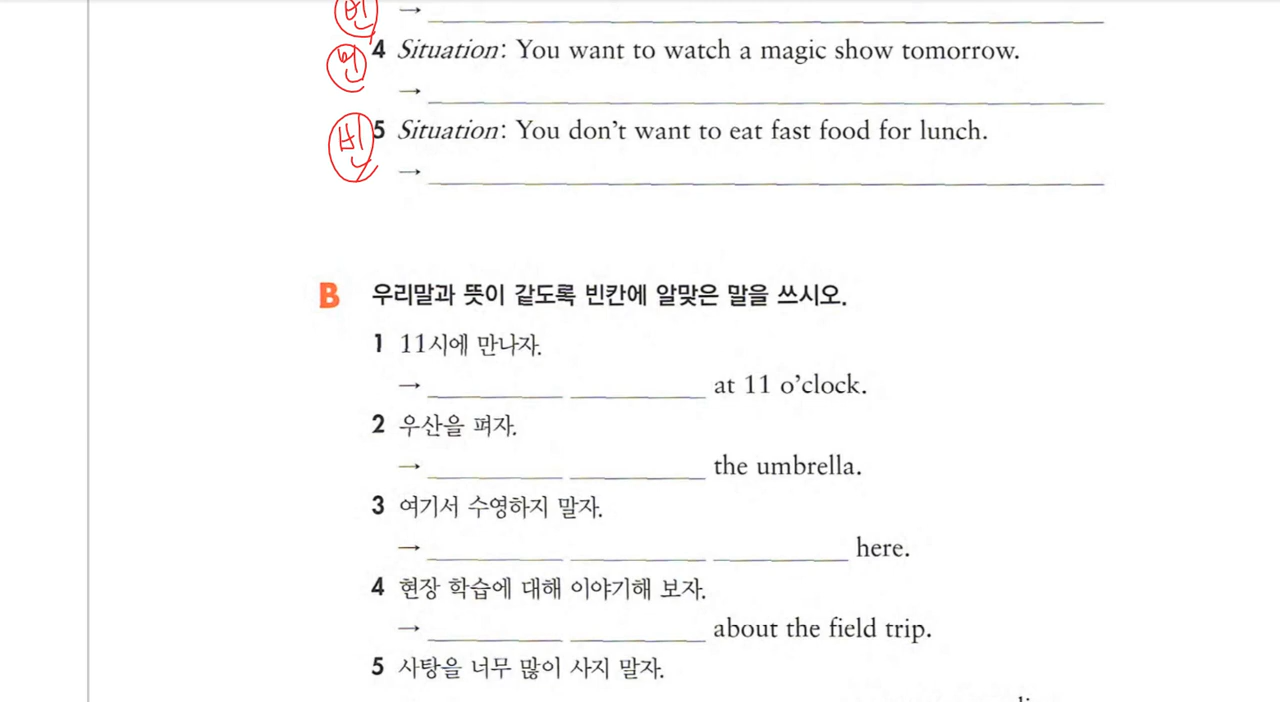 빈
→
빈 4 Situation: You want to watch a magic show tomorrow.
→
빈 5 Situation: You don't want to eat fast food for lunch.
→
B 우리말과 뜻이 같도록 빈칸에 알맞은 말을 쓰시오.
1 11시에 만나자.
→ at 11 o'clock.
2 우산을 펴자.
→ the umbrella.
3 여기서 수영하지 말자.
→ here.
4 현장 학습에 대해 이야기해 보자.
→ about the field trip.
5 사탕을 너무 많이 사지 말자.